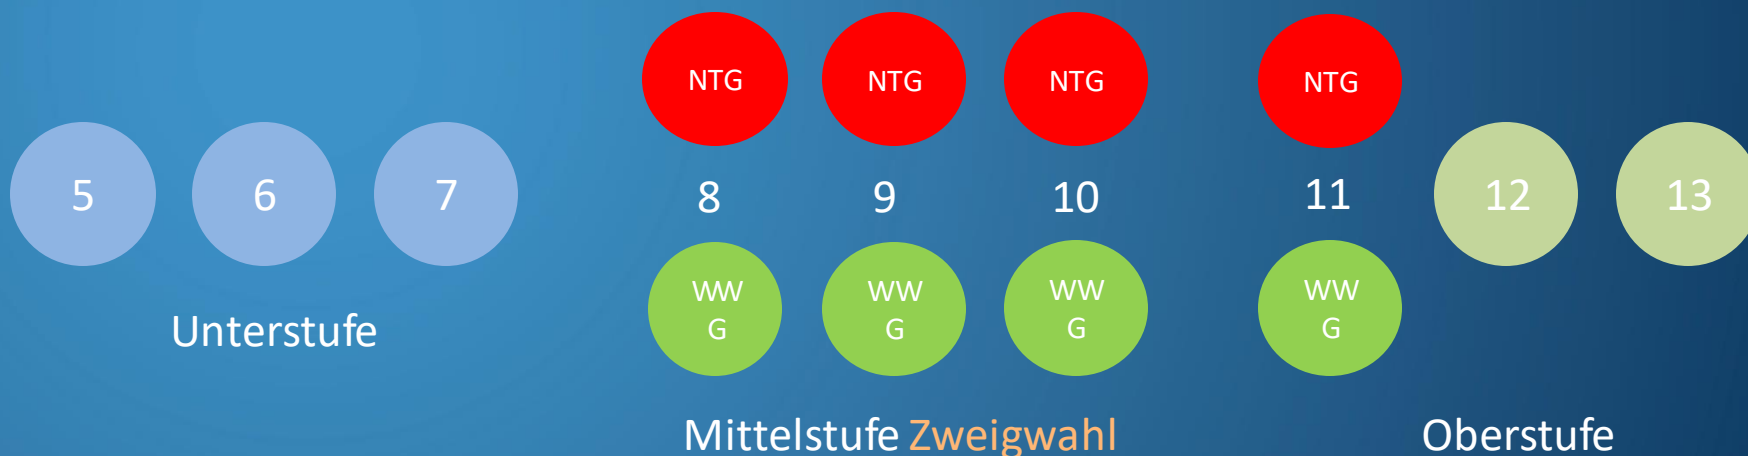 NTG NTG NTG NTG
5 6 7 8 9 10 11 12 13
WW WW WW WW
G G G G
Unterstufe
Mittelstufe Zweigwahl Oberstufe